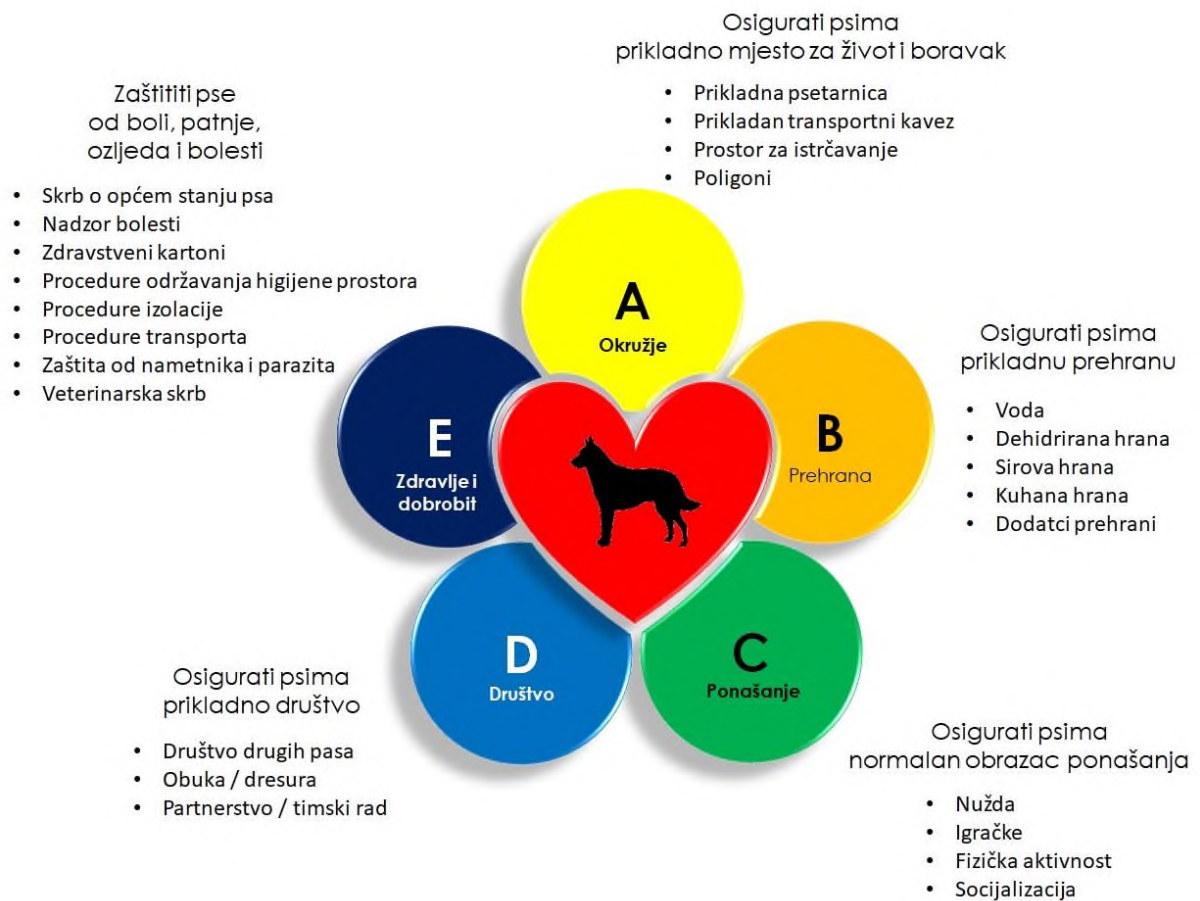 Osigurati psima
prikladno mjesto za život i boravak
• Prikladna psetarnica
• Prikladan transportni kavez
• Prostor za istrčavanje
• Poligoni
Zaštititi pse
od boli, patnje,
ozljeda i bolesti
• Skrb o općem stanju psa
• Nadzor bolesti
• Zdravstveni kartoni
• Procedure održavanja higijene prostora
• Procedure izolacije
• Procedure transporta
• Zaštita od nametnika i parazita
• Veterinarska skrb
A
Okružje
Osigurati psima
prikladnu prehranu
• Voda
• Dehidrirana hrana
• Sirova hrana
• Kuhana hrana
• Dodatci prehrani
B
Prehrana
E
Zdravlje i
dobrobit
D
Društvo
C
Ponašanje
Osigurati psima
prikladno društvo
• Društvo drugih pasa
• Obuka / dresura
• Partnerstvo / timski rad
Osigurati psima
normalan obrazac ponašanja
• Nužda
• Igračke
• Fizička aktivnost
• Socijalizacija